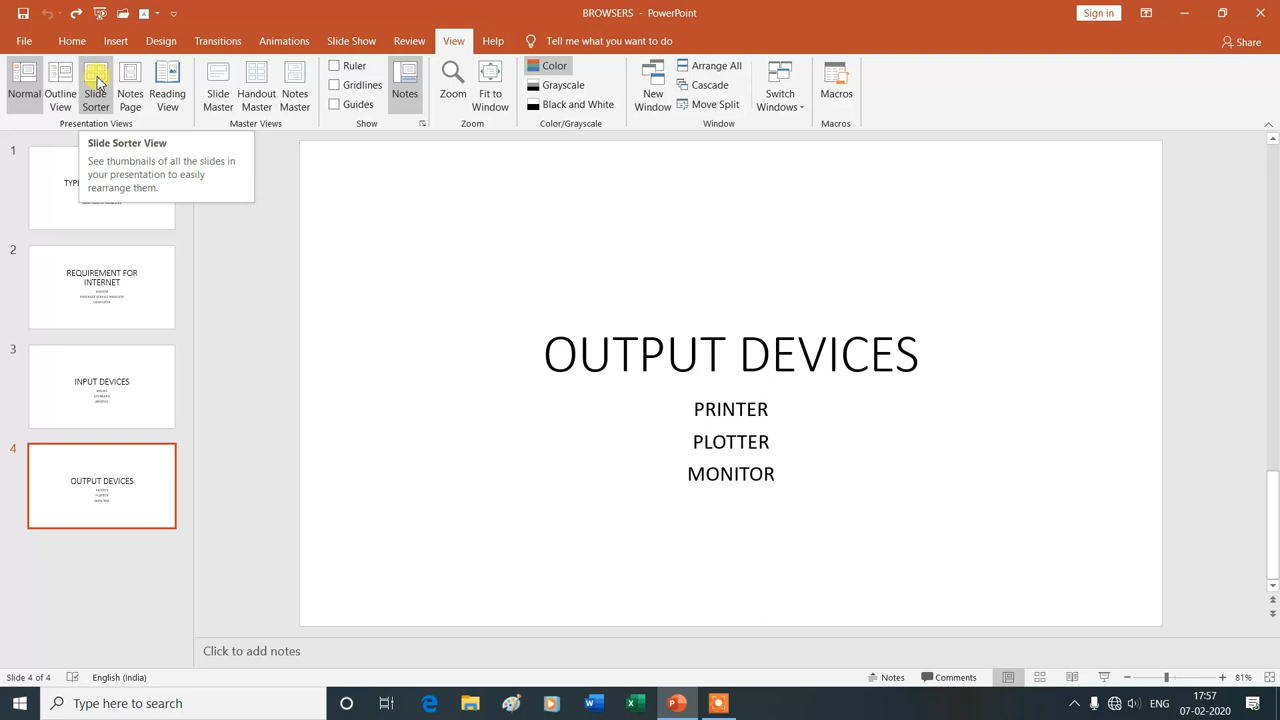 BROWSERS - PowerPoint
Sign in
File Home Insert Design Transitions Animations Slide Show Review View Help Tell me what you want to do
Share
Normal
Outline View
Slide Sorter
Notes Page
Reading View
Presentation Views
Slide Master
Handout Master
Notes Master
Master Views
Ruler
Gridlines
Guides
Show
Notes
Zoom
Fit to Window
Zoom
Color
Grayscale
Black and White
Color/Grayscale
New Window
Arrange All
Cascade
Move Split
Window
Switch Windows
Macros
Macros
Slide Sorter View
See thumbnails of all the slides in
your presentation to easily
rearrange them.
1
TYP
2
REQUIREMENT FOR
INTERNET
3
INPUT DEVICES
4
OUTPUT DEVICES
PRINTER
PLOTTER
MONITOR
OUTPUT DEVICES
PRINTER
PLOTTER
MONITOR
Click to add notes
Slide 4 of 4
English (India)
Notes
Comments
81%
Type here to search
ENG
17:57
07-02-2020